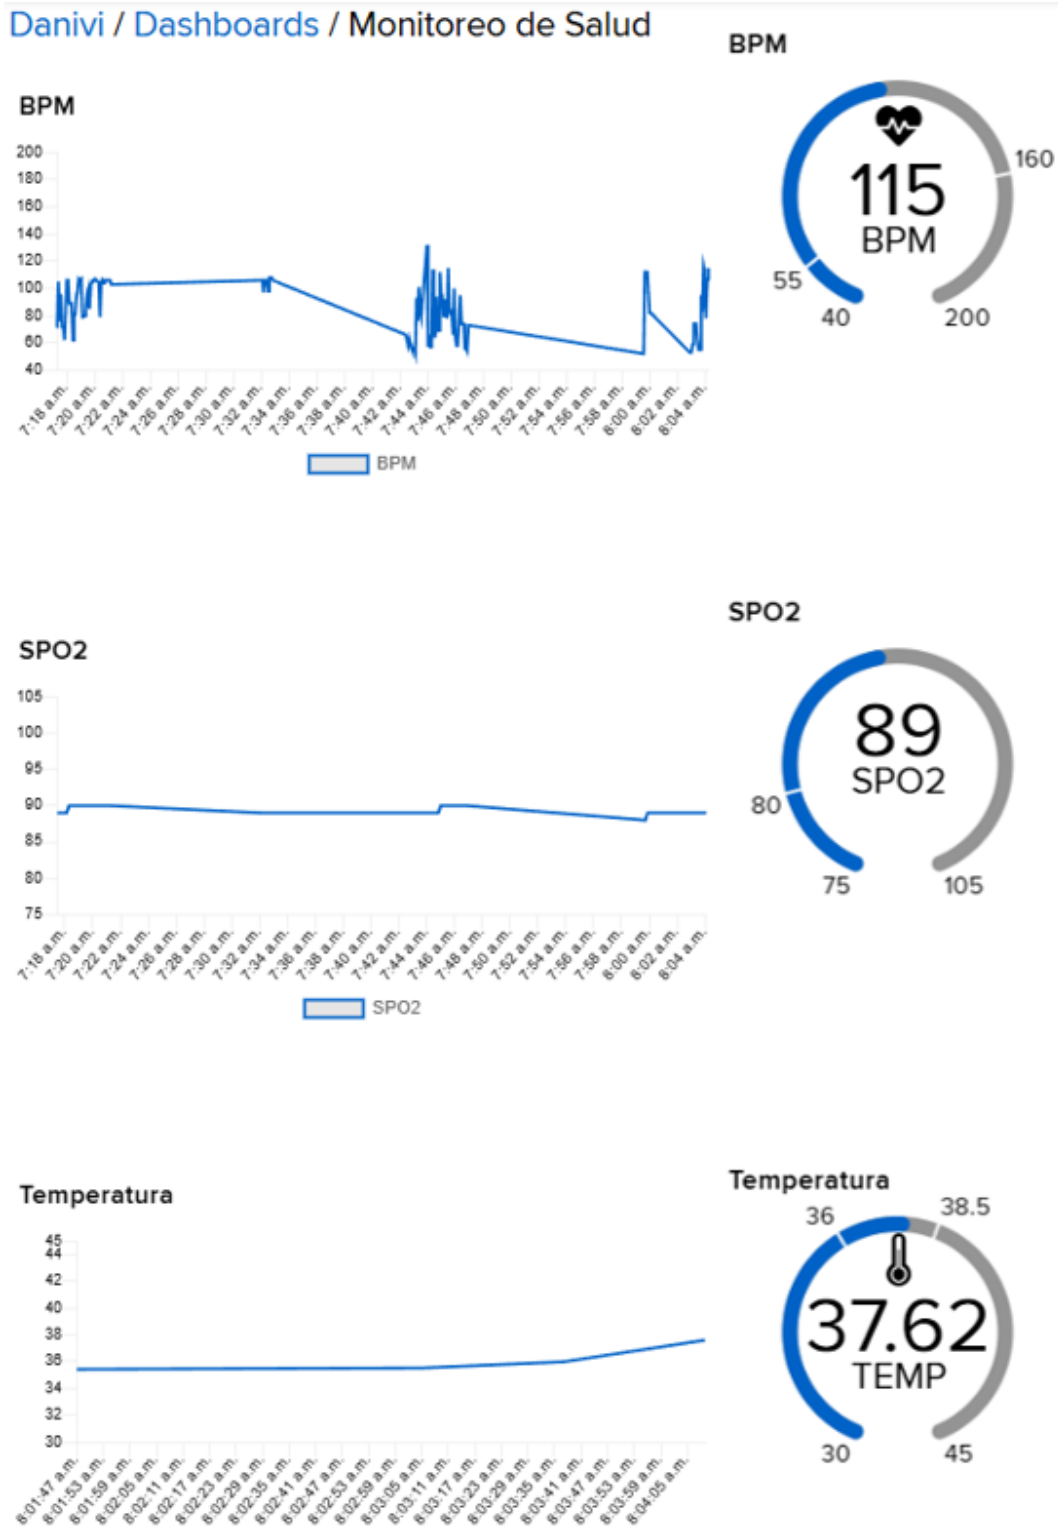 Danivi / Dashboards / Monitoreo de Salud
BPM
200
180
160
140
120
100
80
60
40
7:18 a.m.
7:20 a.m.
7:22 a.m.
7:24 a.m.
7:26 a.m.
7:28 a.m.
7:30 a.m.
7:32 a.m.
7:34 a.m.
7:36 a.m.
7:38 a.m.
7:40 a.m.
7:42 a.m.
7:44 a.m.
7:46 a.m.
7:48 a.m.
7:50 a.m.
7:52 a.m.
7:54 a.m.
7:56 a.m.
7:58 a.m.
8:00 a.m.
8:02 a.m.
8:04 a.m.
BPM
BPM
160
115
BPM
55
40
200
SPO2
105
100
95
90
85
80
75
7:18 a.m.
7:20 a.m.
7:22 a.m.
7:24 a.m.
7:26 a.m.
7:28 a.m.
7:30 a.m.
7:32 a.m.
7:34 a.m.
7:36 a.m.
7:38 a.m.
7:40 a.m.
7:42 a.m.
7:44 a.m.
7:46 a.m.
7:48 a.m.
7:50 a.m.
7:52 a.m.
7:54 a.m.
7:56 a.m.
7:58 a.m.
8:00 a.m.
8:02 a.m.
8:04 a.m.
SPO2
SPO2
89
SPO2
80
75
105
Temperatura
45
44
42
40
38
36
34
32
30
8:01:47 a.m.
8:01:53 a.m.
8:01:59 a.m.
8:02:05 a.m.
8:02:11 a.m.
8:02:17 a.m.
8:02:23 a.m.
8:02:29 a.m.
8:02:35 a.m.
8:02:41 a.m.
8:02:47 a.m.
8:02:53 a.m.
8:02:59 a.m.
8:03:05 a.m.
8:03:11 a.m.
8:03:17 a.m.
8:03:23 a.m.
8:03:29 a.m.
8:03:35 a.m.
8:03:41 a.m.
8:03:47 a.m.
8:03:53 a.m.
8:03:59 a.m.
8:04:05 a.m.
Temperatura
36
38.5
37.62
TEMP
30
45